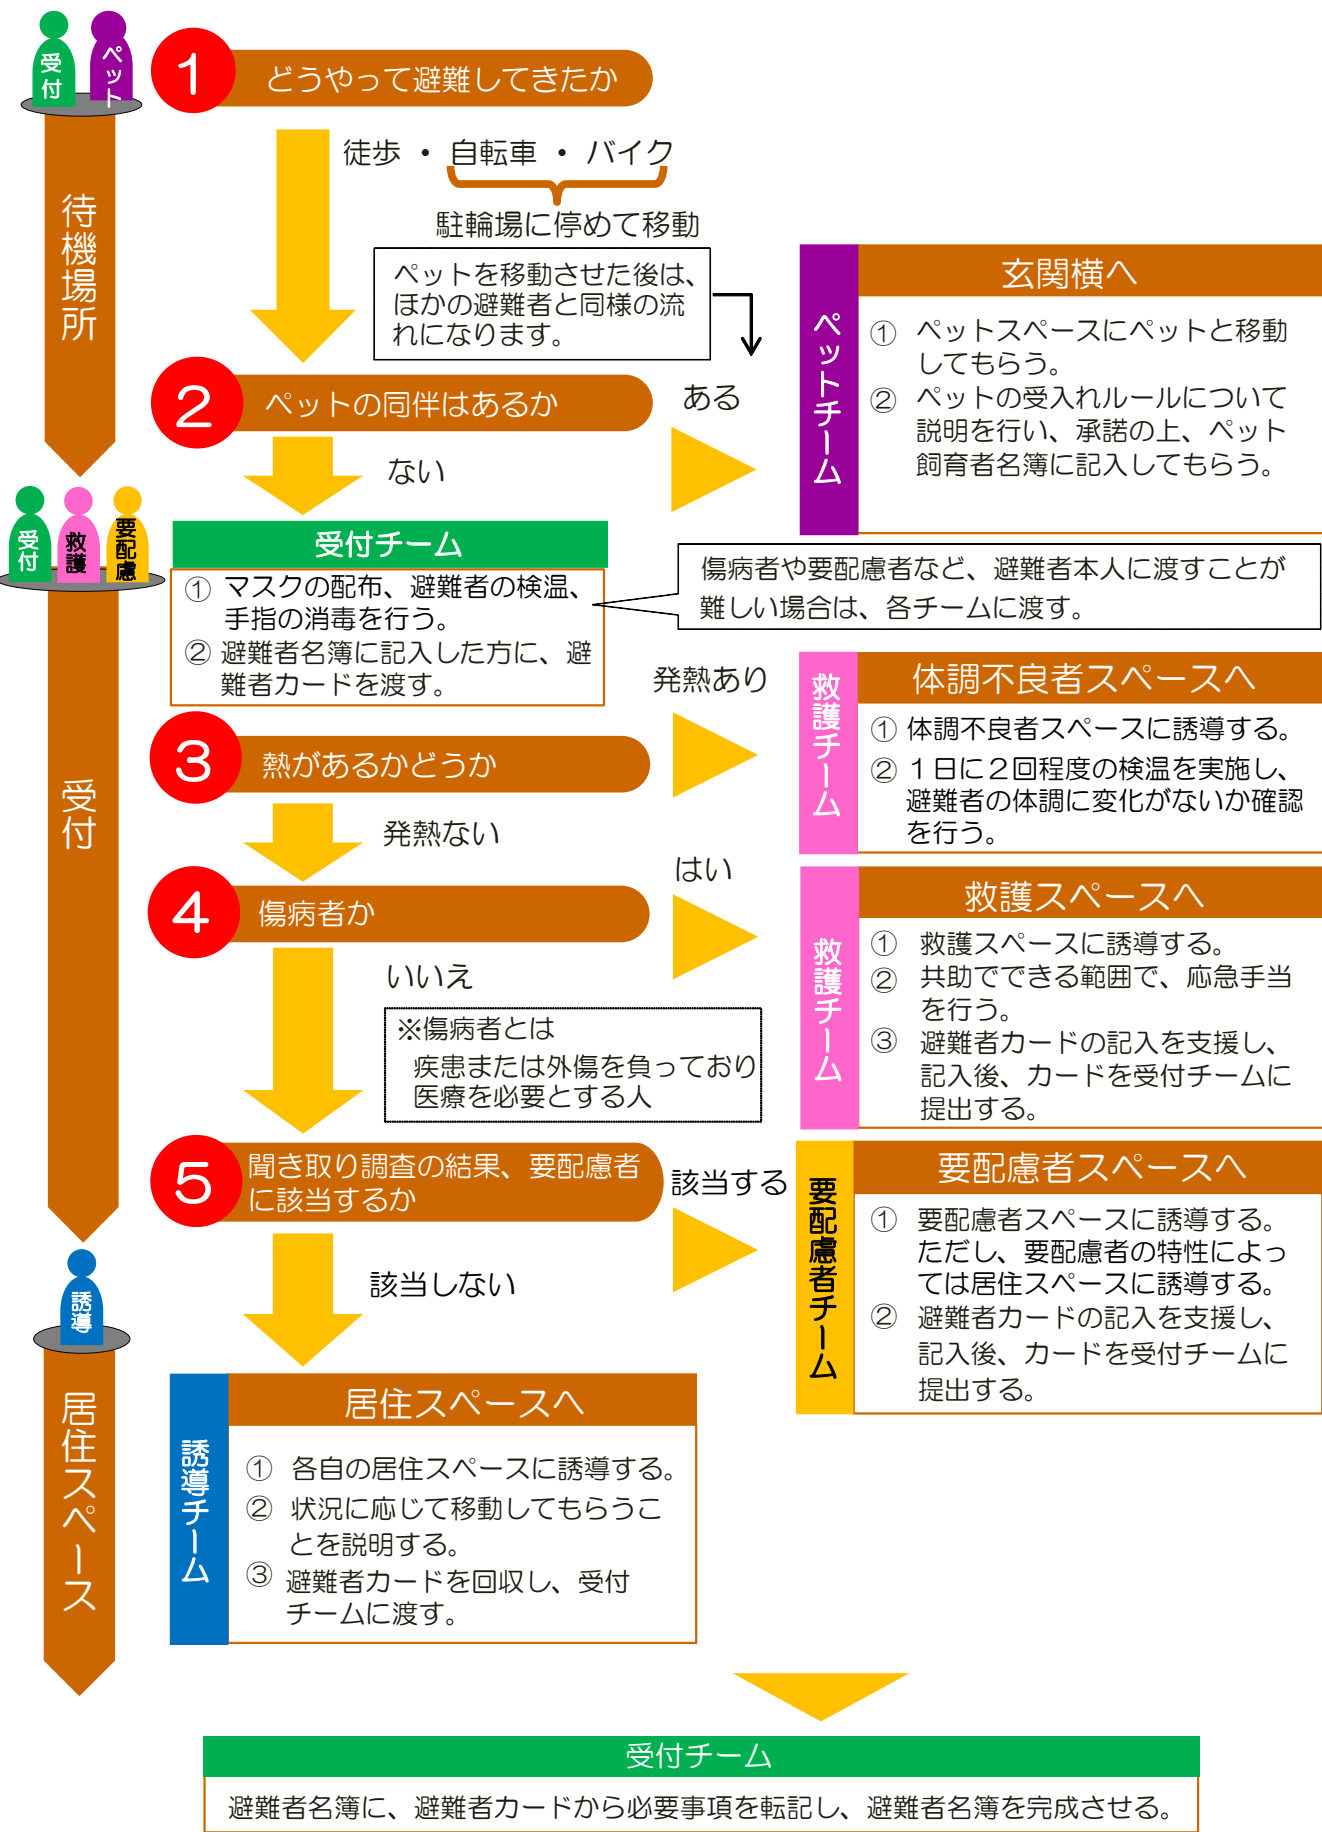 受付
ペット
1 どうやって避難してきたか
徒歩 ・ 自転車 ・ バイク
駐輪場に停めて移動
待機場所
ペットを移動させた後は、
ほかの避難者と同様の流
れになります。
2 ペットの同伴はあるか
ある
ない
ペットチーム
玄関横へ
① ペットスペースにペットと移動
してもらう。
② ペットの受入れルールについて
説明を行い、承諾の上、ペット
飼育者名簿に記入してもらう。
受付
救護
要配慮
受付チーム
① マスクの配布、避難者の検温、
手指の消毒を行う。
② 避難者名簿に記入した方に、避
難者カードを渡す。
傷病者や要配慮者など、避難者本人に渡すことが
難しい場合は、各チームに渡す。
受付
3 熱があるかどうか
発熱あり
発熱ない
救護チーム
体調不良者スペースへ
① 体調不良者スペースに誘導する。
② １日に２回程度の検温を実施し、
避難者の体調に変化がないか確認
を行う。
4 傷病者か
はい
いいえ
※傷病者とは
疾患または外傷を負っており
医療を必要とする人
救護チーム
救護スペースへ
① 救護スペースに誘導する。
② 共助でできる範囲で、応急手当
を行う。
③ 避難者カードの記入を支援し、
記入後、カードを受付チームに
提出する。
5 聞き取り調査の結果、要配慮者
に該当するか
該当する
該当しない
要配慮者チーム
要配慮者スペースへ
① 要配慮者スペースに誘導する。
ただし、要配慮者の特性によっ
ては居住スペースに誘導する。
② 避難者カードの記入を支援し、
記入後、カードを受付チームに
提出する。
誘導
居住スペース
誘導チーム
居住スペースへ
① 各自の居住スペースに誘導する。
② 状況に応じて移動してもらうこ
とを説明する。
③ 避難者カードを回収し、受付
チームに渡す。
受付チーム
避難者名簿に、避難者カードから必要事項を転記し、避難者名簿を完成させる。